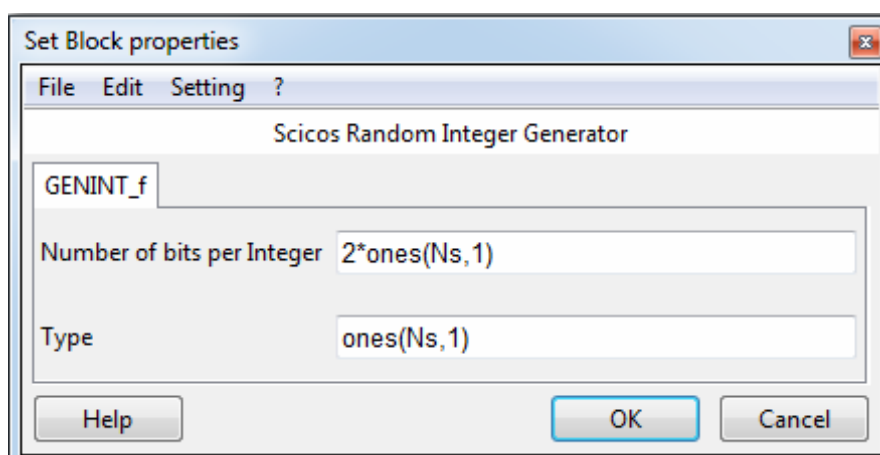 Set Block properties
File Edit Setting ?
Scicos Random Integer Generator
GENINT_f
Number of bits per Integer 2*ones(Ns,1)
Type ones(Ns,1)
Help OK Cancel